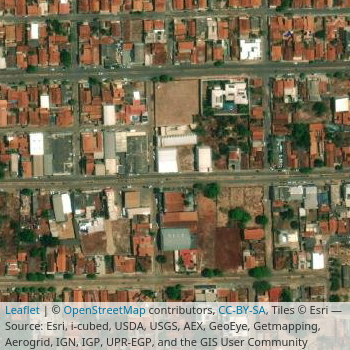 Leaflet | © OpenStreetMap contributors, CC-BY-SA, Tiles © Esri —
Source: Esri, i-cubed, USDA, USGS, AEX, GeoEye, Getmapping,
Aerogrid, IGN, IGP, UPR-EGP, and the GIS User Community